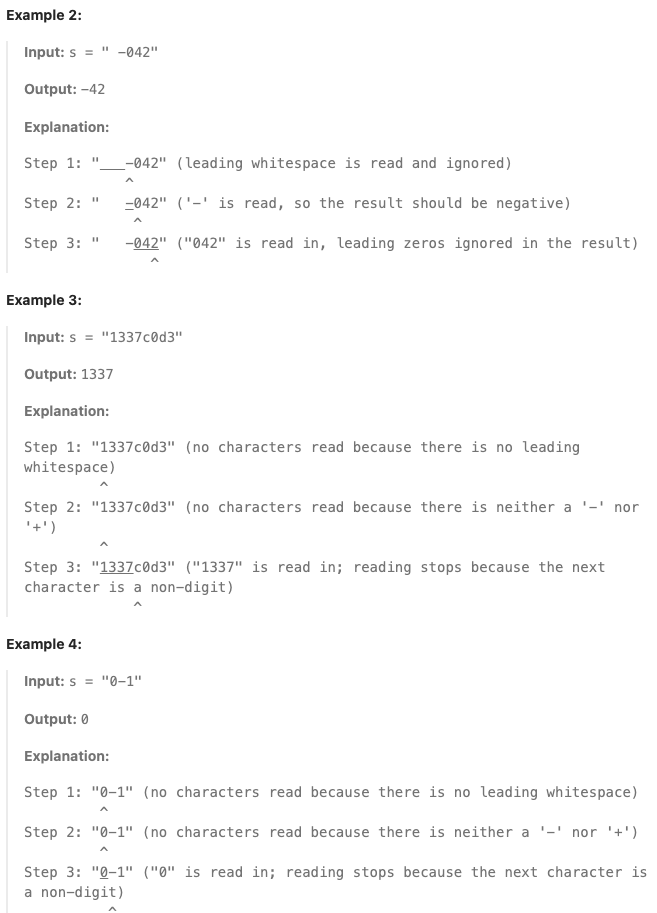 Example 2:
Input: s = " -042"
Output: -42
Explanation:
Step 1: "___-042" (leading whitespace is read and ignored)
^
Step 2: "   -042" ('-' is read, so the result should be negative)
^
Step 3: "   -042" ("042" is read in, leading zeros ignored in the result)
^
Example 3:
Input: s = "1337c0d3"
Output: 1337
Explanation:
Step 1: "1337c0d3" (no characters read because there is no leading
whitespace)
^
Step 2: "1337c0d3" (no characters read because there is neither a '-' nor
'+')
^
Step 3: "1337c0d3" ("1337" is read in; reading stops because the next
character is a non-digit)
^
Example 4:
Input: s = "0-1"
Output: 0
Explanation:
Step 1: "0-1" (no characters read because there is no leading whitespace)
^
Step 2: "0-1" (no characters read because there is neither a '-' nor '+')
^
Step 3: "0-1" ("0" is read in; reading stops because the next character is
a non-digit)
^